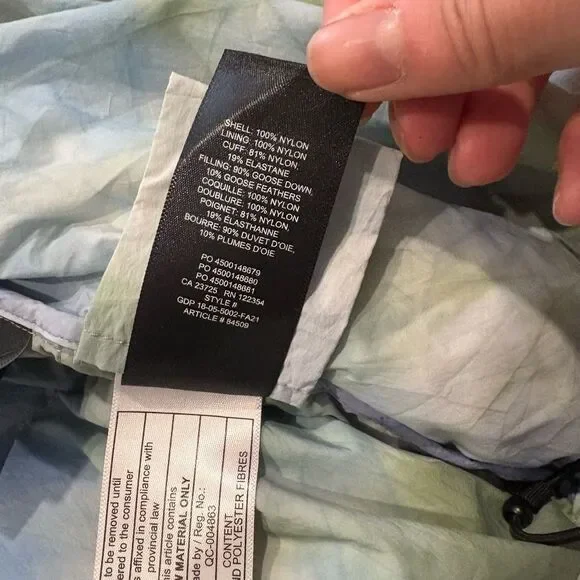 SHELL: 100% NYLON
LINING: 100% NYLON
CUFF: 81% NYLON,
19% ELASTANE
FILLING: 90% GOOSE DOWN,
10% GOOSE FEATHERS
COQUILLE: 100% NYLON
DOUBLURE: 100% NYLON
POIGNET: 81% NYLON,
19% ÉLASTHANNE
BOURRE: 90% DUVET D'OIE,
10% PLUMES D'OIE
PO 4500148679
PO 4500148680
PO 4500148681
CA 23725 RN 122354
STYLE #
GDP 18-05-5002-FA21
ARTICLE # 84509
to be removed until
ered to the consumer
s affixed in compliance with
provincial law
his article contains
W MATERIAL ONLY
ade by / Reg. No.:
QC-004863
CONTENT
ND POLYESTER FIBRES